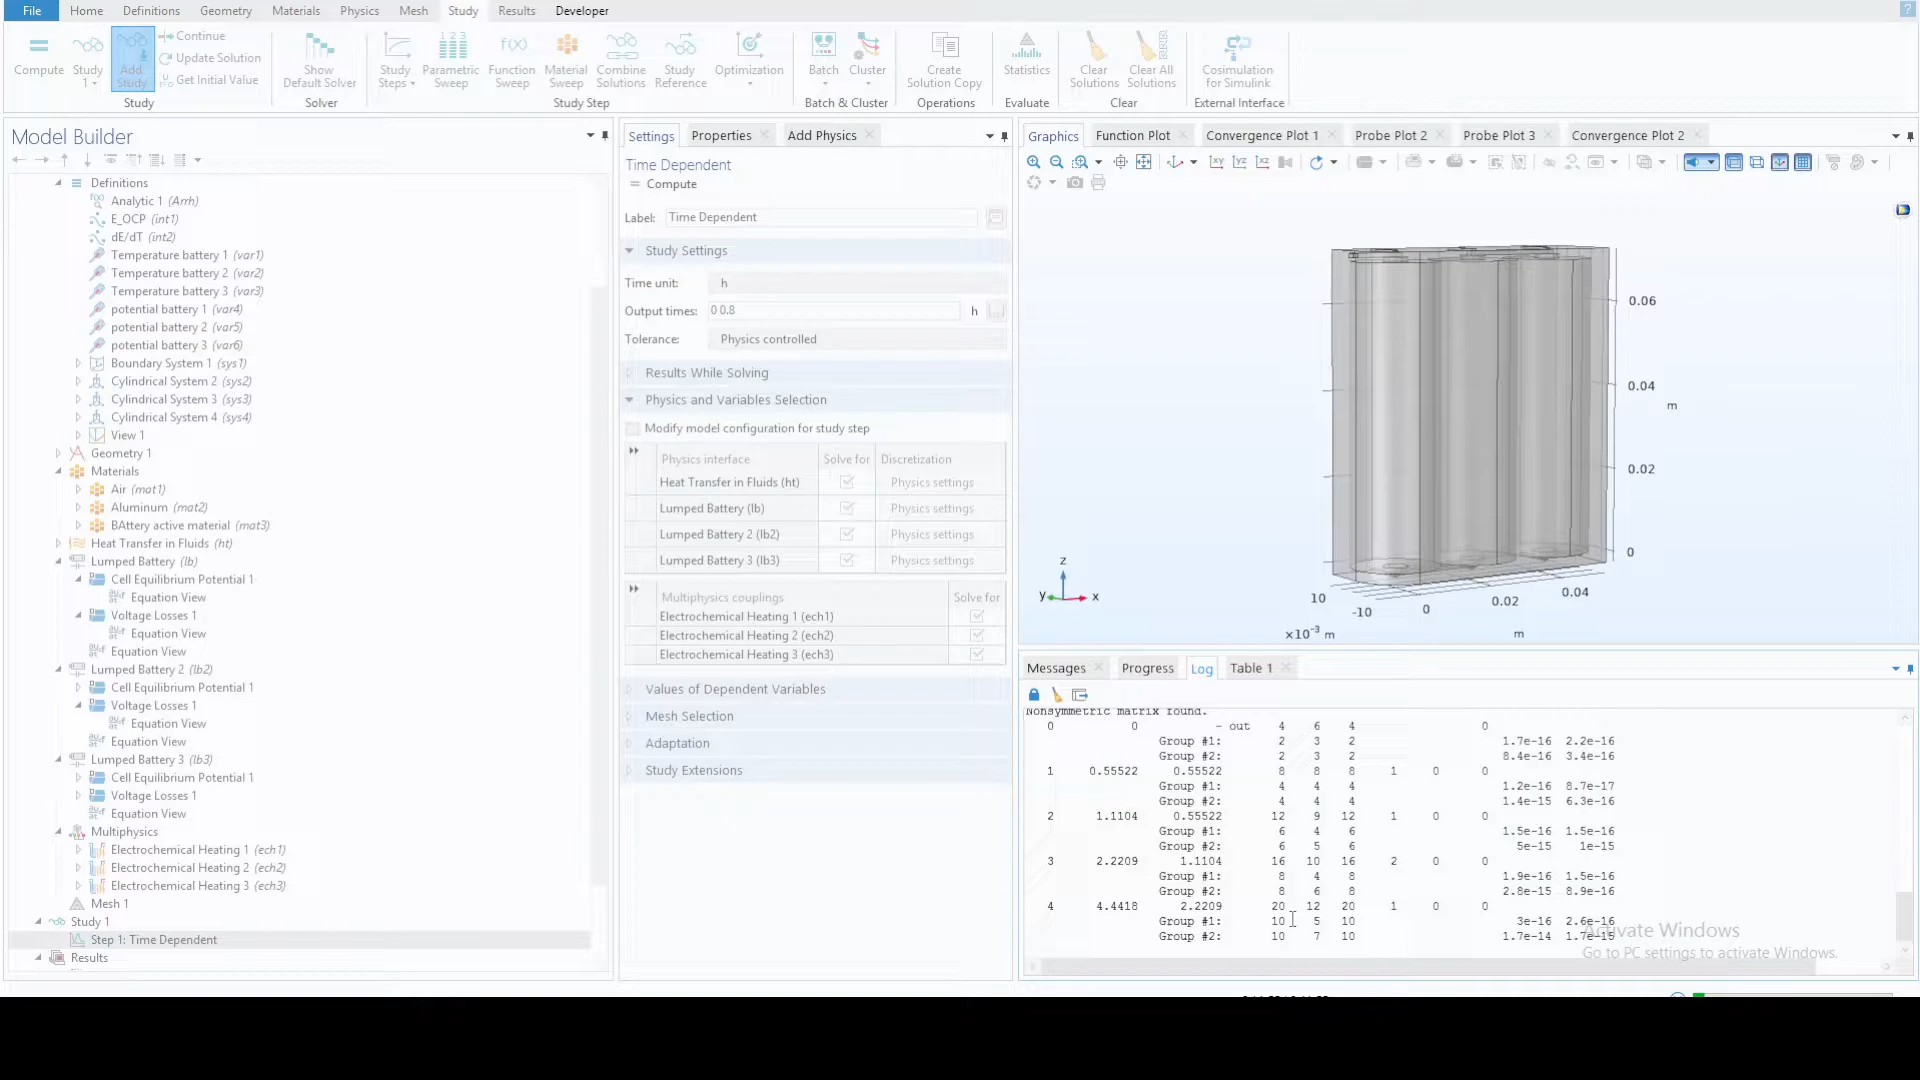 File Home Definitions Geometry Materials Physics Mesh Study Results Developer
Compute
Study 1
Add Study
Continue
Update Solution
Get Initial Value
Show Default Solver
Study Steps
Parametric Sweep
Function Sweep
Material Sweep
Combine Solutions
Study Reference
Optimization
Batch
Cluster
Create Solution Copy
Statistics
Clear Solutions
Clear All Solutions
Cosimulation for Simulink
Study Solver Study Step Batch & Cluster Operations Evaluate Clear External Interface
Model Builder
Definitions
Analytic 1 (Arrh)
E_OCP (int1)
dE/dT (int2)
Temperature battery 1 (var1)
Temperature battery 2 (var2)
Temperature battery 3 (var3)
potential battery 1 (var4)
potential battery 2 (var5)
potential battery 3 (var6)
Boundary System 1 (sys1)
Cylindrical System 2 (sys2)
Cylindrical System 3 (sys3)
Cylindrical System 4 (sys4)
View 1
Geometry 1
Materials
Air (mat1)
Aluminum (mat2)
BAttery active material (mat3)
Heat Transfer in Fluids (ht)
Lumped Battery (lb)
Cell Equilibrium Potential 1
Equation View
Voltage Losses 1
Equation View
Equation View
Lumped Battery 2 (lb2)
Cell Equilibrium Potential 1
Voltage Losses 1
Equation View
Equation View
Lumped Battery 3 (lb3)
Cell Equilibrium Potential 1
Voltage Losses 1
Equation View
Multiphysics
Electrochemical Heating 1 (ech1)
Electrochemical Heating 2 (ech2)
Electrochemical Heating 3 (ech3)
Mesh 1
Study 1
Step 1: Time Dependent
Results
Settings Properties Add Physics
Time Dependent
Compute
Label: Time Dependent
Study Settings
Time unit: h
Output times: 0 0.8 h
Tolerance: Physics controlled
Results While Solving
Physics and Variables Selection
Modify model configuration for study step
Physics interface Solve for Discretization
Heat Transfer in Fluids (ht) Physics settings
Lumped Battery (lb) Physics settings
Lumped Battery 2 (lb2) Physics settings
Lumped Battery 3 (lb3) Physics settings
Multiphysics couplings Solve for
Electrochemical Heating 1 (ech1)
Electrochemical Heating 2 (ech2)
Electrochemical Heating 3 (ech3)
Values of Dependent Variables
Mesh Selection
Adaptation
Study Extensions
Graphics Function Plot Convergence Plot 1 Probe Plot 2 Probe Plot 3 Convergence Plot 2
xy yz xz
0.06
0.04
m
0.02
0
z
y x
10 -10 0 0.02 0.04
×10⁻³ m m
Messages Progress Log Table 1
Nonsymmetric matrix found.
0 0 - out 4 6 4 0
Group #1: 2 3 2 1.7e-16 2.2e-16
Group #2: 2 3 2 8.4e-16 3.4e-16
1 0.55522 0.55522 8 8 8 1 0 0
Group #1: 4 4 4 1.2e-16 8.7e-17
Group #2: 4 4 4 1.4e-15 6.3e-16
2 1.1104 0.55522 12 9 12 1 0 0
Group #1: 6 4 6 1.5e-16 1.5e-16
Group #2: 6 5 6 5e-15 1e-15
3 2.2209 1.1104 16 10 16 2 0 0
Group #1: 8 4 8 1.9e-16 1.5e-16
Group #2: 8 6 8 2.8e-15 8.9e-16
4 4.4418 2.2209 20 12 20 1 0 0
Group #1: 10 5 10 3e-16 2.6e-16
Group #2: 10 7 10 1.7e-14 1.7e-15
Activate Windows
Go to PC settings to activate Windows.